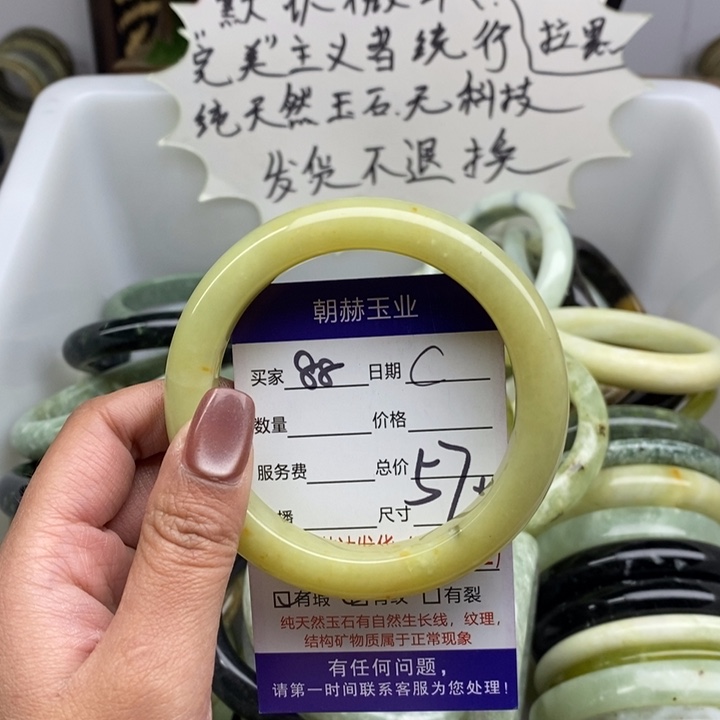 "完美"主义者绕行 拉黑
纯天然玉石.无科技
发货不退换
朝赫玉业
买家 88 日期 C
数量 价格
服务费 总价
播 尺寸 57
有瑕 有纹 有裂
纯天然玉石有自然生长线，纹理，
结构矿物质属于正常现象
有任何问题，
请第一时间联系客服为您处理！